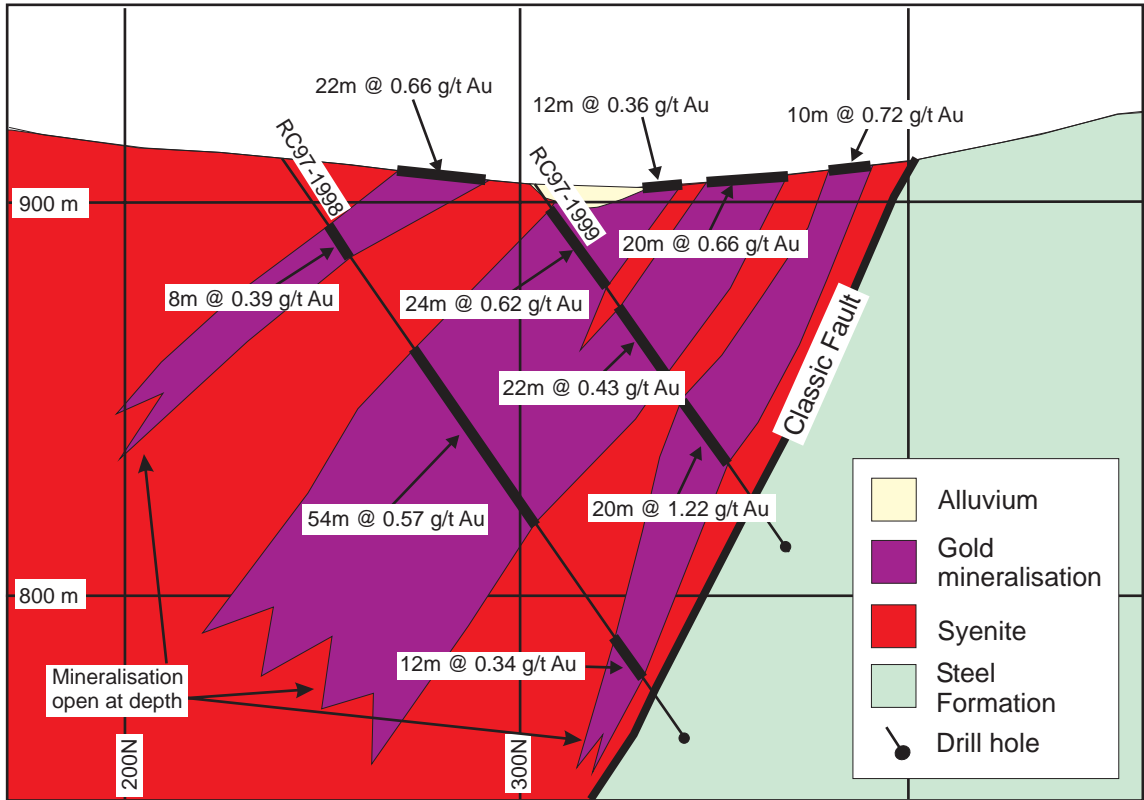 22m @ 0.66 g/t Au
12m @ 0.36 g/t Au
10m @ 0.72 g/t Au
RC97-1998
RC97-1999
900 m
20m @ 0.66 g/t Au
8m @ 0.39 g/t Au
24m @ 0.62 g/t Au
22m @ 0.43 g/t Au
Classic Fault
54m @ 0.57 g/t Au
20m @ 1.22 g/t Au
800 m
12m @ 0.34 g/t Au
Mineralisation
open at depth
200N
300N
Alluvium
Gold
mineralisation
Syenite
Steel
Formation
Drill hole